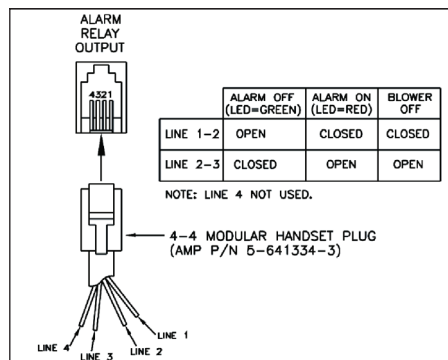 ALARM
RELAY
OUTPUT
4321
ALARM OFF
(LED=GREEN)
ALARM ON
(LED=RED)
BLOWER
OFF
LINE 1-2 OPEN CLOSED CLOSED
LINE 2-3 CLOSED OPEN OPEN
NOTE: LINE 4 NOT USED.
4-4 MODULAR HANDSET PLUG
(AMP P/N 5-641334-3)
LINE 1
LINE 4
LINE 2
LINE 3